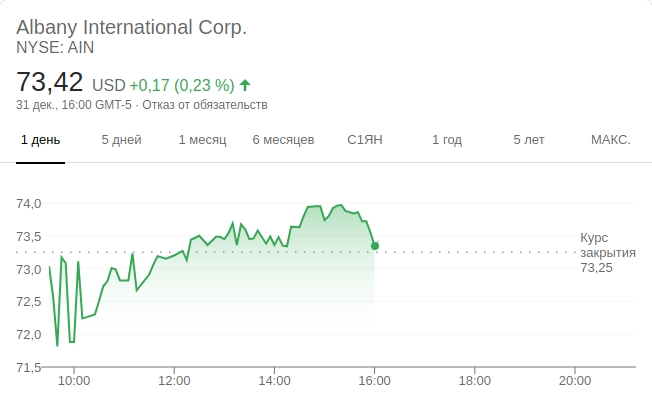 Albany International Corp.
NYSE: AIN
73,42 USD +0,17 (0,23 %)
31 дек., 16:00 GMT-5 · Отказ от обязательств
1 день 5 дней 1 месяц 6 месяцев С1ЯН 1 год 5 лет МАКС.
74,0
73,5
73,0
72,5
72,0
71,5
Курс
закрытия
73,25
10:00 12:00 14:00 16:00 18:00 20:00